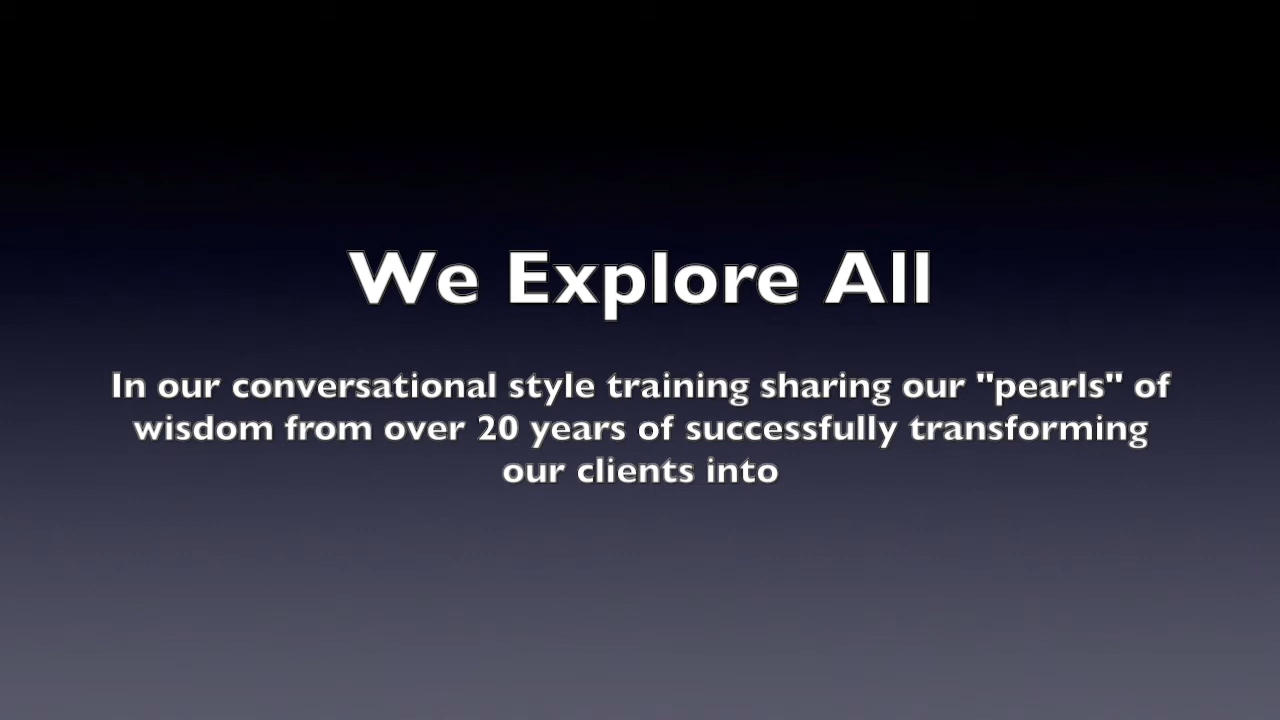 We Explore All
In our conversational style training sharing our "pearls" of
wisdom from over 20 years of successfully transforming
our clients into